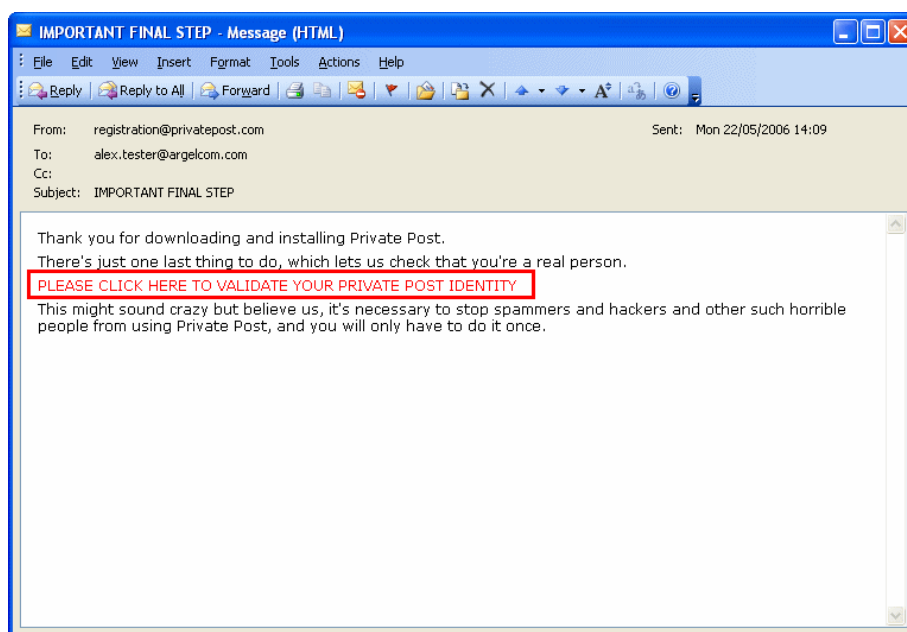 IMPORTANT FINAL STEP - Message (HTML)
File Edit View Insert Format Tools Actions Help
Reply Reply to All Forward
From: registration@privatepost.com Sent: Mon 22/05/2006 14:09
To: alex.tester@argelcom.com
Cc:
Subject: IMPORTANT FINAL STEP
Thank you for downloading and installing Private Post.
There's just one last thing to do, which lets us check that you're a real person.
PLEASE CLICK HERE TO VALIDATE YOUR PRIVATE POST IDENTITY
This might sound crazy but believe us, it's necessary to stop spammers and hackers and other such horrible
people from using Private Post, and you will only have to do it once.